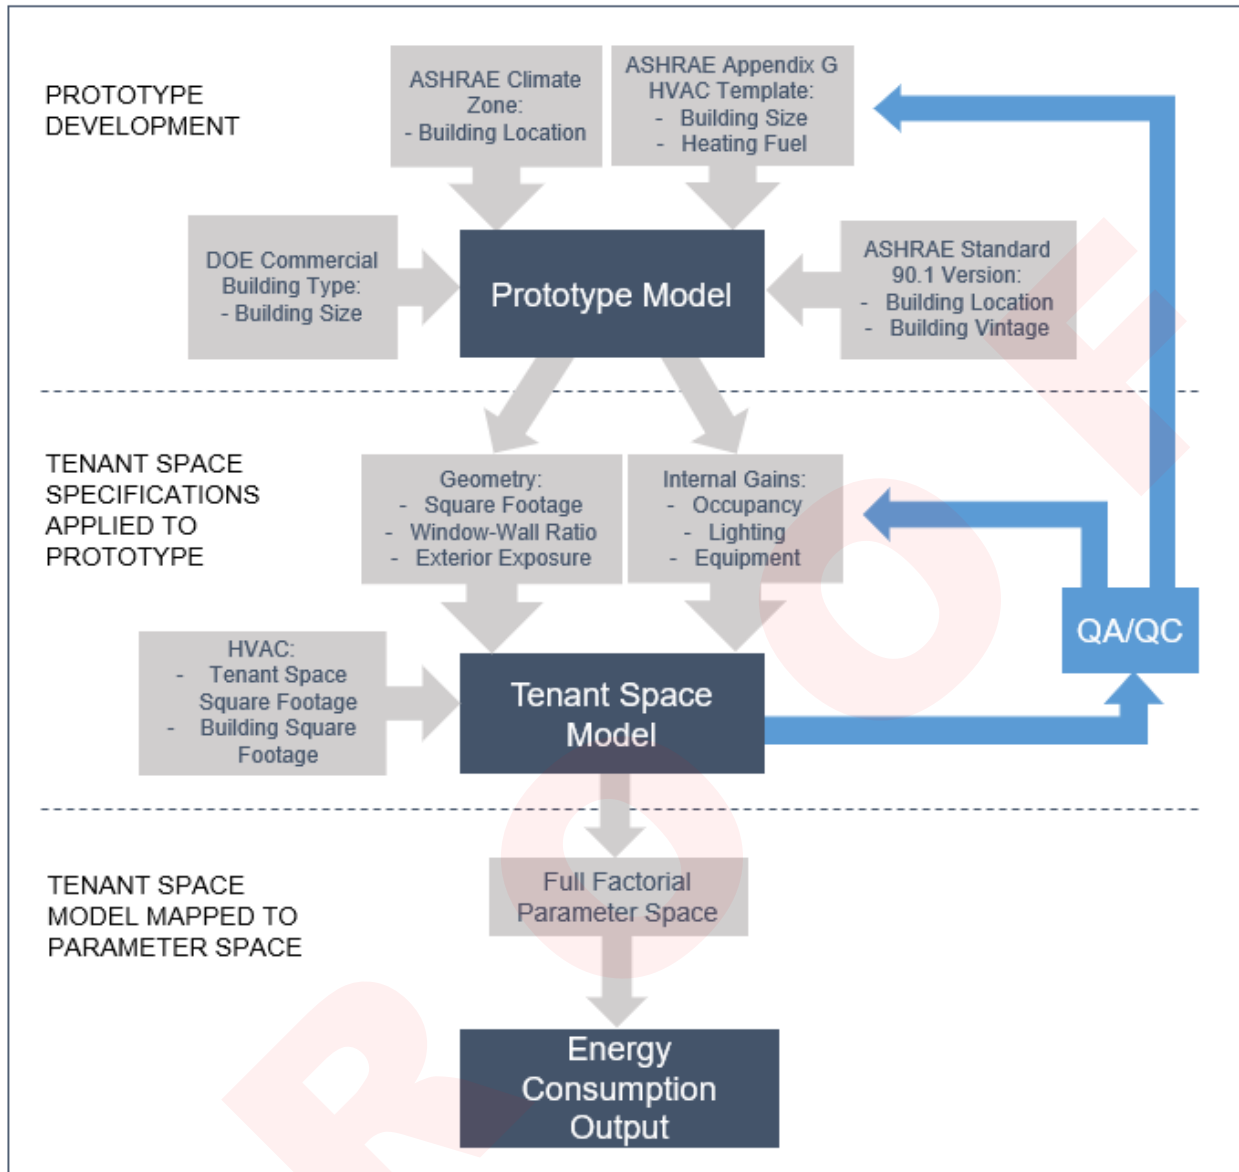 PROTOTYPE
DEVELOPMENT
ASHRAE Climate
Zone:
- Building Location
ASHRAE Appendix G
HVAC Template:
- Building Size
- Heating Fuel
DOE Commercial
Building Type:
- Building Size
Prototype Model
ASHRAE Standard
90.1 Version:
- Building Location
- Building Vintage
TENANT SPACE
SPECIFICATIONS
APPLIED TO
PROTOTYPE
Geometry:
- Square Footage
- Window-Wall Ratio
- Exterior Exposure
Internal Gains:
- Occupancy
- Lighting
- Equipment
QA/QC
HVAC:
- Tenant Space
Square Footage
- Building Square
Footage
Tenant Space
Model
TENANT SPACE
MODEL MAPPED TO
PARAMETER SPACE
Full Factorial
Parameter Space
Energy
Consumption
Output
ROOF